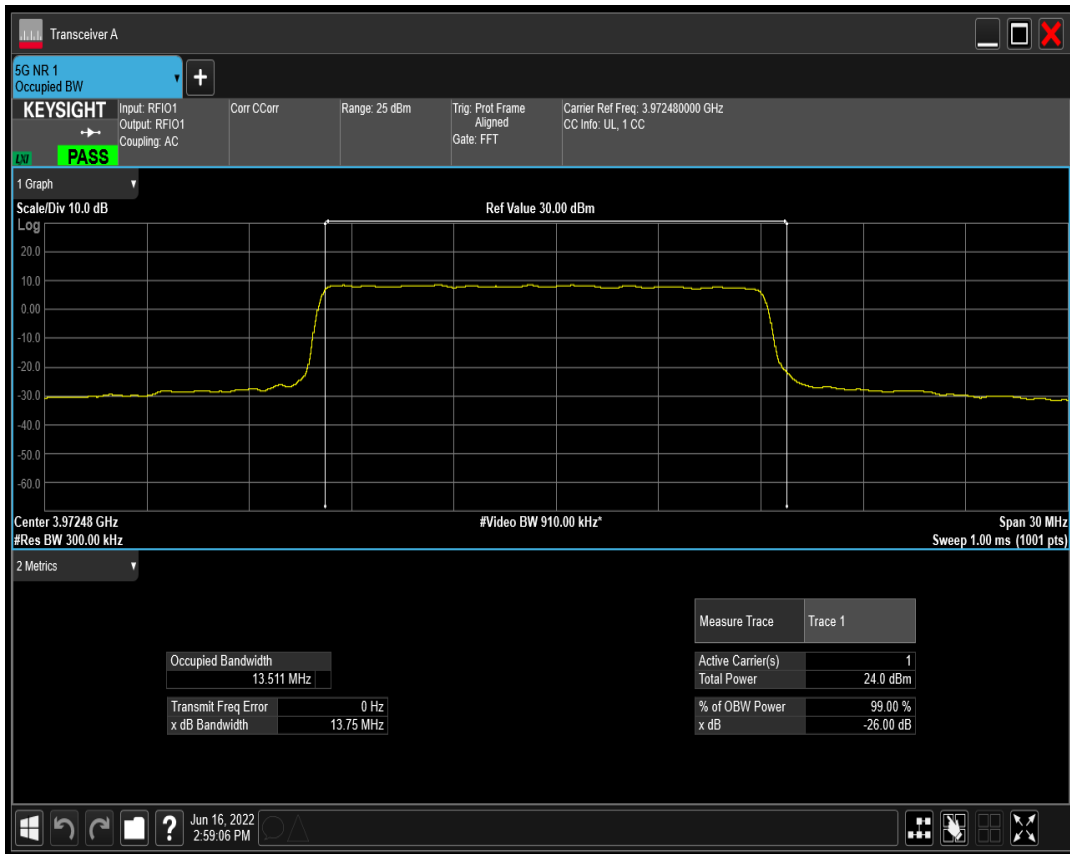 Transceiver A
5G NR 1
Occupied BW
+
KEYSIGHT
LXI
PASS
Input: RFIO1
Output: RFIO1
Coupling: AC
Corr CCorr
Range: 25 dBm
Trig: Prot Frame
Aligned
Gate: FFT
Carrier Ref Freq: 3.972480000 GHz
CC Info: UL, 1 CC
1 Graph
Scale/Div 10.0 dB
Ref Value 30.00 dBm
Log
20.0
10.0
0.00
-10.0
-20.0
-30.0
-40.0
-50.0
-60.0
Center 3.97248 GHz
#Video BW 910.00 kHz*
Span 30 MHz
#Res BW 300.00 kHz
Sweep 1.00 ms (1001 pts)
2 Metrics
Measure Trace Trace 1
Occupied Bandwidth
13.511 MHz
Active Carrier(s) 1
Total Power 24.0 dBm
Transmit Freq Error 0 Hz
x dB Bandwidth 13.75 MHz
% of OBW Power 99.00 %
x dB -26.00 dB
?
Jun 16, 2022
2:59:06 PM